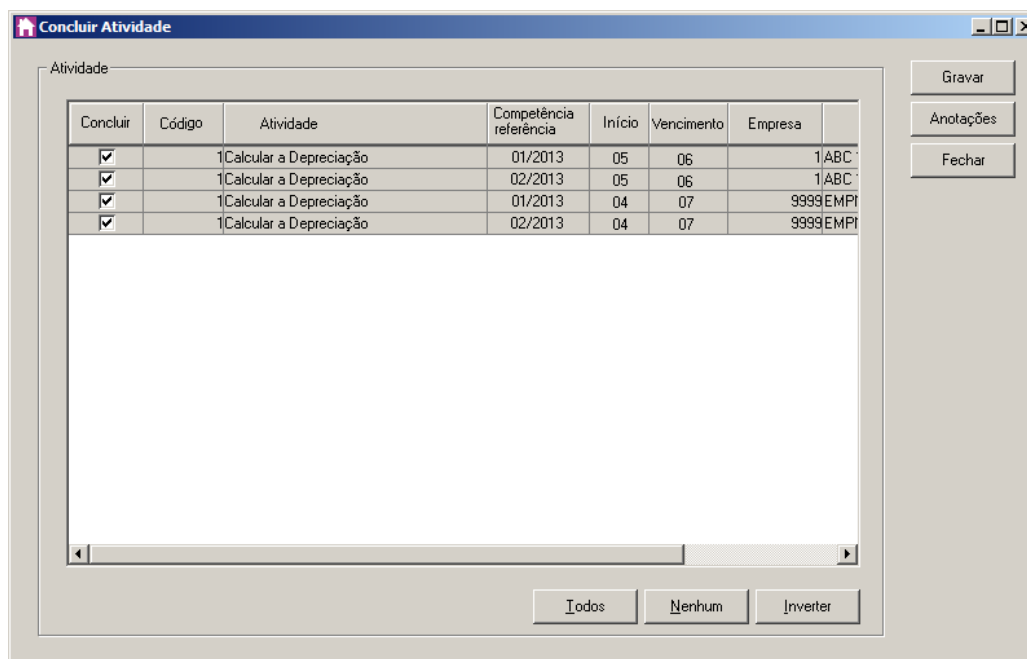 Concluir Atividade
Atividade
Gravar
Anotações
Fechar
Concluir Código Atividade Competência referência Início Vencimento Empresa
1 Calcular a Depreciação 01/2013 05 06 1 ABC
1 Calcular a Depreciação 02/2013 05 06 1 ABC
1 Calcular a Depreciação 01/2013 04 07 9999
1 Calcular a Depreciação 02/2013 04 07 9999
Todos Nenhum Inverter